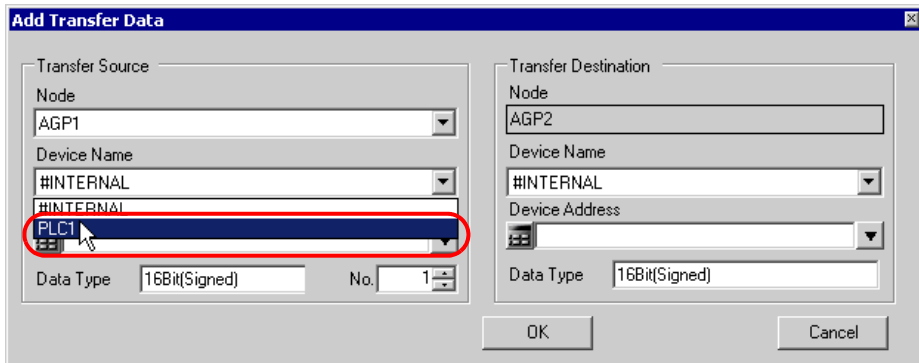 Add Transfer Data
Transfer Source
Node
AGP1
Device Name
#INTERNAL
#INTERNAL
PLC1
Data Type 16Bit(Signed) No. 1
Transfer Destination
Node
AGP2
Device Name
#INTERNAL
Device Address
Data Type 16Bit(Signed)
OK Cancel